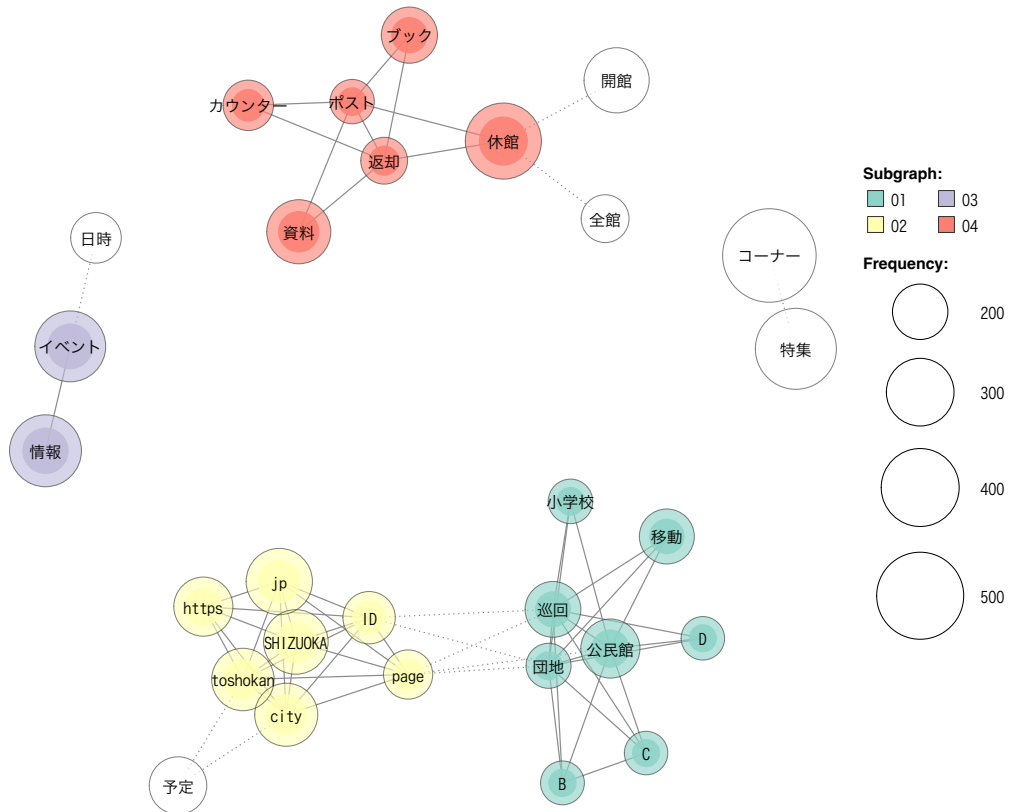 ブック
開館
カウンター
ポスト
休館
返却
全館
資料
日時
コーナー
イベント
特集
情報
Subgraph:
01
03
02
04
Frequency:
200
300
400
500
小学校
移動
jp
https
ID
巡回
SHIZUOKA
D
公民館
団地
page
toshokan
city
C
予定
B